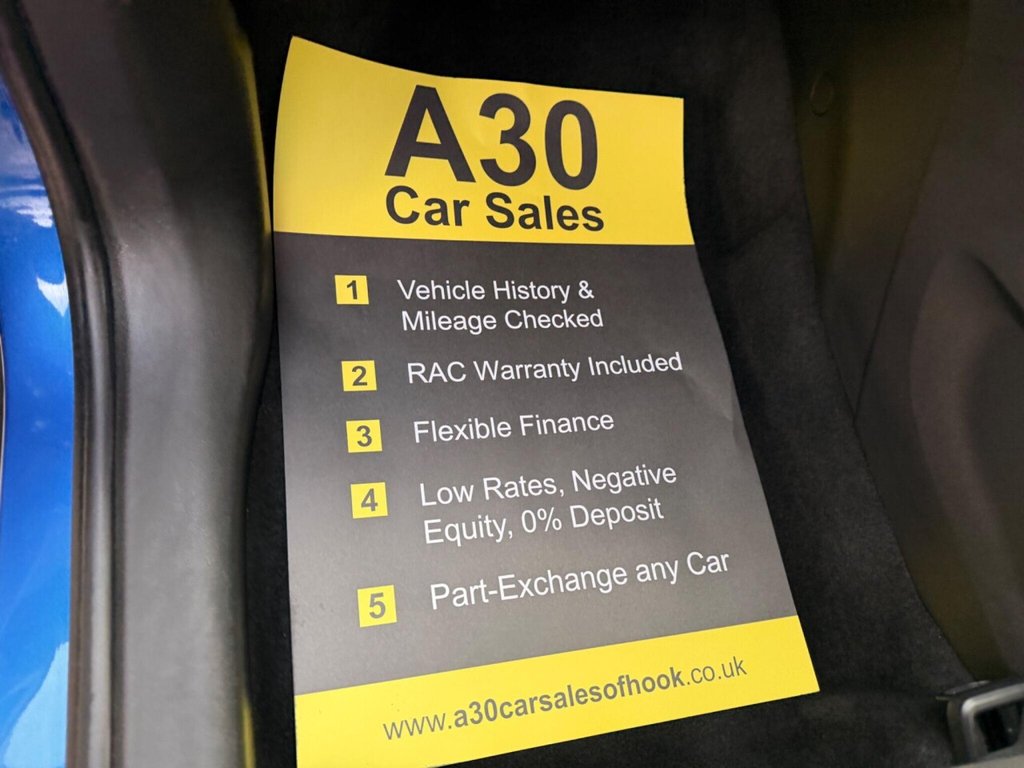 A30
Car Sales
1 Vehicle History &
Mileage Checked
2 RAC Warranty Included
3 Flexible Finance
4 Low Rates, Negative
Equity, 0% Deposit
5 Part-Exchange any Car
www.a30carsalesofhook.co.uk